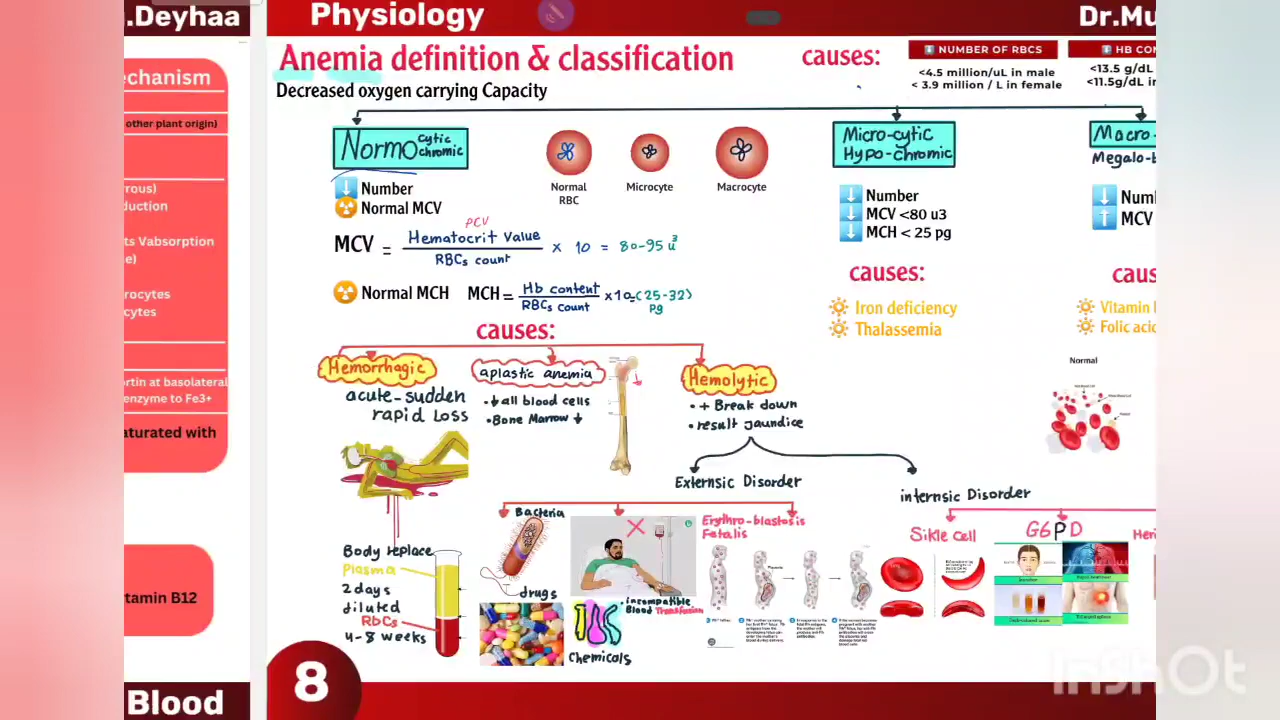 .Deyhaa
Physiology
Dr.Mu
Anemia definition & classification
causes:
NUMBER OF RBCS
<4.5 million/uL in male
< 3.9 million / L in female
HB CON
<13.5 g/dL
<11.5g/dL i
Decreased oxygen carrying Capacity
echanism
other plant origin)
rous)
duction
ts Vabsorption
e)
rocytes
cytes
ortin at basolateral
enzyme to Fe3+
aturated with
tamin B12
Blood
Normo cytic
chromic
Number
Normal MCV
Normal
RBC
Microcyte
Macrocyte
MCV = PCV
Hematocrit Value
RBCs count
× 10 = 80-95 u³
Normal MCH
MCH = Hb content
RBCs count
×10=(25-32)
pg
Micro-cytic
Hypo-chromic
Number
MCV <80 u3
MCH < 25 pg
causes:
Iron deficiency
Thalassemia
Macro-
Megalo-b
Num
MCV
caus
Vitamin
Folic acid
Normal
causes:
Hemorrhagic
acute-sudden
rapid Loss
Body replace
plasma
2 days
diluted
RBCs
4-8 weeks
aplastic anemia
•↓all blood cells
•Bone Marrow ↓
Hemolytic
• + Break down
• result jaundice
Externsic Disorder
internsic Disorder
Bacteria
drugs
incompatible
Blood Transfusion
Chemicals
Erythro-blastosis
Fetalis
Sikle Cell
G6PD
Her
8
InShOt